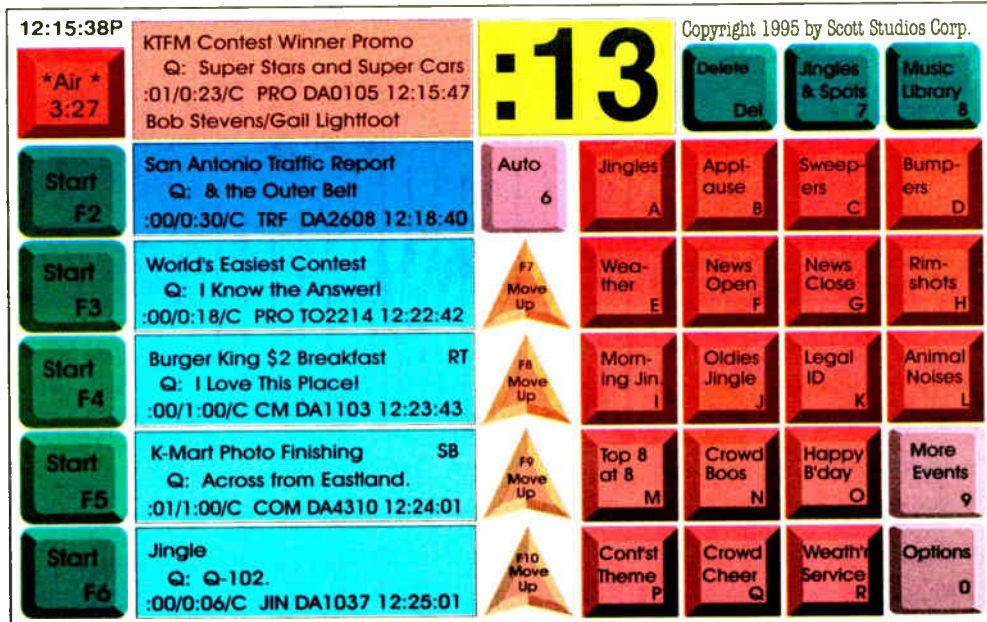 12:15:38P
*Air *
3:27
KTFM Contest Winner Promo
Q: Super Stars and Super Cars
:01/0:23/C PRO DA0105 12:15:47
Bob Stevens/Gail Lightfoot
:13
Copyright 1995 by Scott Studios Corp.
Delete
Del
Jingles
& Spots
7
Music
Library
8
Start
F2
San Antonio Traffic Report
Q: & the Outer Belt
:00/0:30/C TRF DA2608 12:18:40
Auto
6
Jingles
A
Appl-
ause
B
Sweep-
ers
C
Bump-
ers
D
Start
F3
World's Easiest Contest
Q: I Know the Answer!
:00/0:18/C PRO TO2214 12:22:42
F7
Move
Up
Wea-
ther
E
News
Open
F
News
Close
G
Rim-
shots
H
Start
F4
Burger King $2 Breakfast RT
Q: I Love This Place!
:00/1:00/C CM DA1103 12:23:43
F8
Move
Up
Morn-
ing Jin.
I
Oldies
Jingle
J
Legal
ID
K
Animal
Noises
L
Start
F5
K-Mart Photo Finishing SB
Q: Across from Eastland.
:01/1:00/C COM DA4310 12:24:01
F9
Move
Up
Top 8
at 8
M
Crowd
Boos
N
Happy
B'day
O
More
Events
9
Start
F6
Jingle
Q: Q-102.
:00/0:06/C JIN DA1037 12:25:01
F10
Move
Up
Cont'st
Theme
P
Crowd
Cheer
Q
Weath'r
Service
R
Options
0